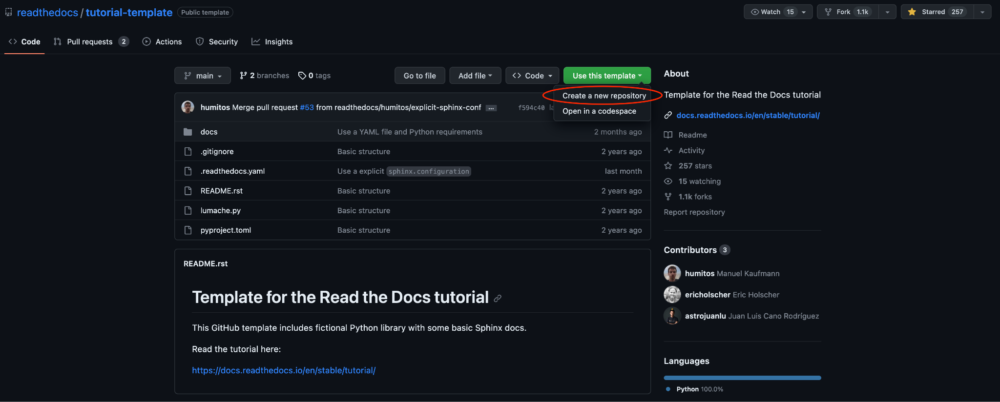 readthedocs / tutorial-template Public template
Watch 15 Fork 1.1k Starred 257
Code Pull requests 2 Actions Security Insights
main 2 branches 0 tags Go to file Add file Code Use this template
Create a new repository
Open in a codespace
humitos Merge pull request #53 from readthedocs/humitos/explicit-sphinx-conf ... f594c40
docs Use a YAML file and Python requirements 2 months ago
.gitignore Basic structure 2 years ago
.readthedocs.yaml Use a explicit sphinx.configuration last month
README.rst Basic structure 2 years ago
lumache.py Basic structure 2 years ago
pyproject.toml Basic structure 2 years ago
README.rst
Template for the Read the Docs tutorial
This GitHub template includes fictional Python library with some basic Sphinx docs.
Read the tutorial here:
https://docs.readthedocs.io/en/stable/tutorial/
About
Template for the Read the Docs tutorial
docs.readthedocs.io/en/stable/tutorial/
Readme
Activity
257 stars
15 watching
1.1k forks
Report repository
Contributors 3
humitos Manuel Kaufmann
ericholscher Eric Holscher
astrojuanlu Juan Luis Cano Rodríguez
Languages
Python 100.0%